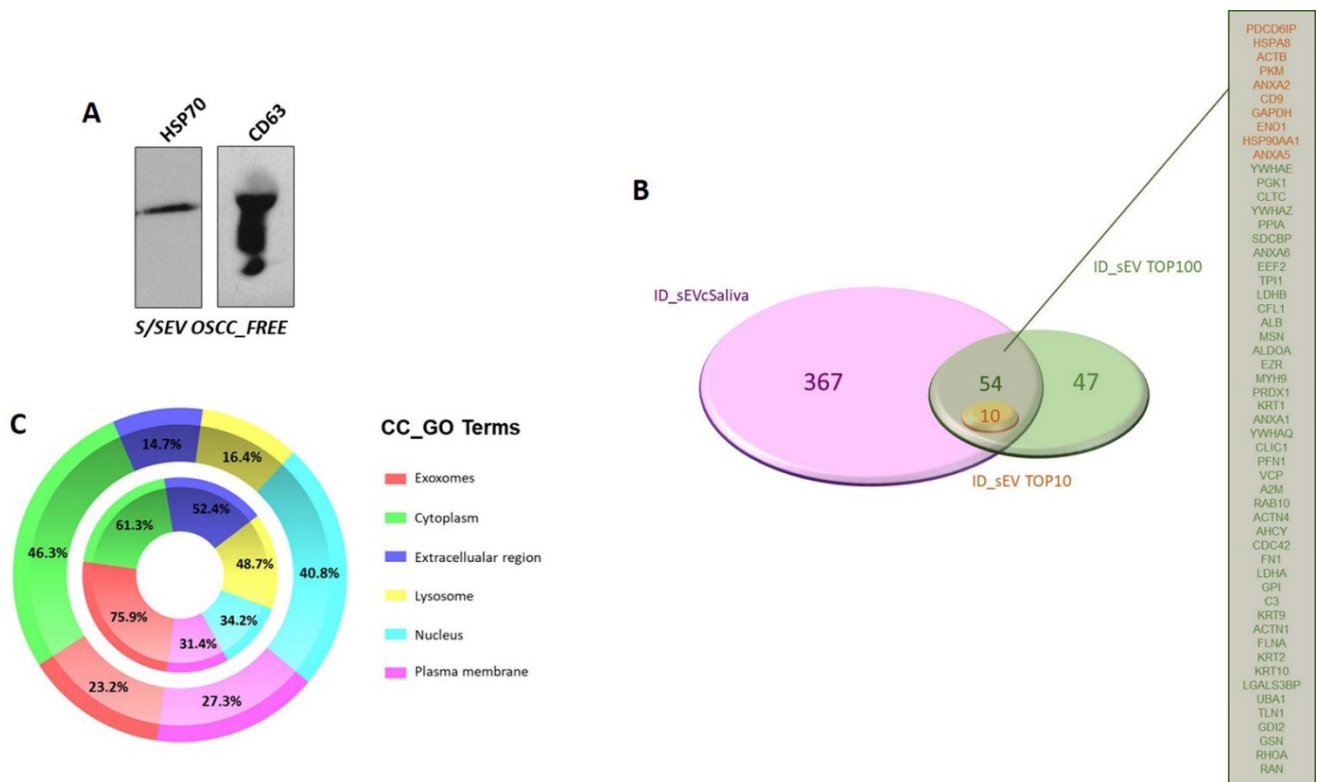 A
HSP70
CD63
S/SEV OSCC_FREE
B
ID_sEVcSaliva
ID_sEV TOP100
367
54
47
10
ID_sEV TOP10
PDCD6IP
HSPA8
ACTB
PKM
ANXA2
CD9
GAPDH
ENO1
HSP90AA1
ANXA5
YWHAE
PGK1
CLTC
YWHAZ
PPIA
SDCBP
ANXA6
EEF2
TPI1
LDHB
CFL1
ALB
MSN
ALDOA
EZR
MYH9
PRDX1
KRT1
ANXA1
YWHAQ
CLIC1
PFN1
VCP
A2M
RAB10
ACTN4
AHCY
CDC42
FN1
LDHA
GPI
C3
KRT9
ACTN1
FLNA
KRT2
KRT10
LGALS3BP
UBA1
TLN1
GDI2
GSN
RHOA
RAN
C
14.7%
16.4%
46.3%
61.3%
52.4%
48.7%
40.8%
75.9%
34.2%
31.4%
23.2%
27.3%
CC_GO Terms
Exoxomes
Cytoplasm
Extracellualar region
Lysosome
Nucleus
Plasma membrane